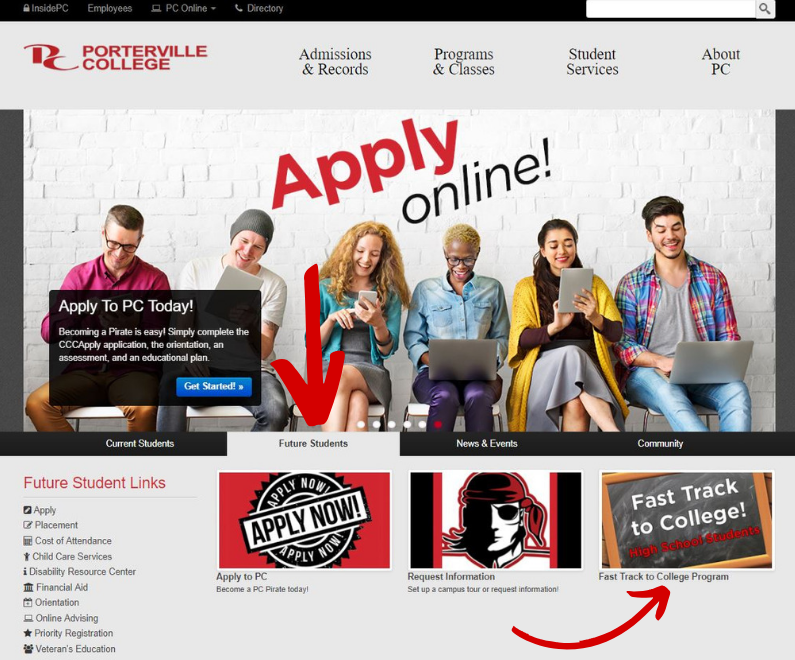 InsidePC Employees PC Online Directory
PORTERVILLE
COLLEGE
Admissions
& Records
Programs
& Classes
Student
Services
About
PC
Apply
online!
Apply To PC Today!
Becoming a Pirate is easy! Simply complete the
CCCApply application, the orientation, an
assessment, and an educational plan.
Get Started! »
Current Students Future Students News & Events Community
Future Student Links
Apply
Placement
Cost of Attendance
Child Care Services
Disability Resource Center
Financial Aid
Orientation
Online Advising
Priority Registration
Veteran's Education
APPLY NOW!
APPLY NOW!
APPLY NOW!
Apply to PC
Become a PC Pirate today!
Request Information
Set up a campus tour or request information!
Fast Track
to College!
High School Students
Fast Track to College Program